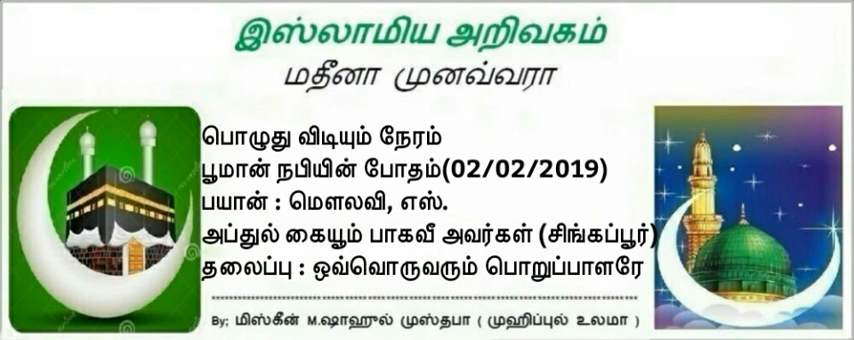 இஸ்லாமிய அறிவகம்
மதீனா முனவ்வரா
பொழுது விடியும் நேரம்
பூமான் நபியின் போதம்(02/02/2019)
பயான் : மௌலவி, எஸ்.
அப்துல் கையூம் பாகவீ அவர்கள் (சிங்கப்பூர்)
தலைப்பு : ஒவ்வொருவரும் பொறுப்பாளரே
By; மிஸ்கீன் M.ஷாஹுல் முஸ்தபா ( முஹிப்புல் உலமா )